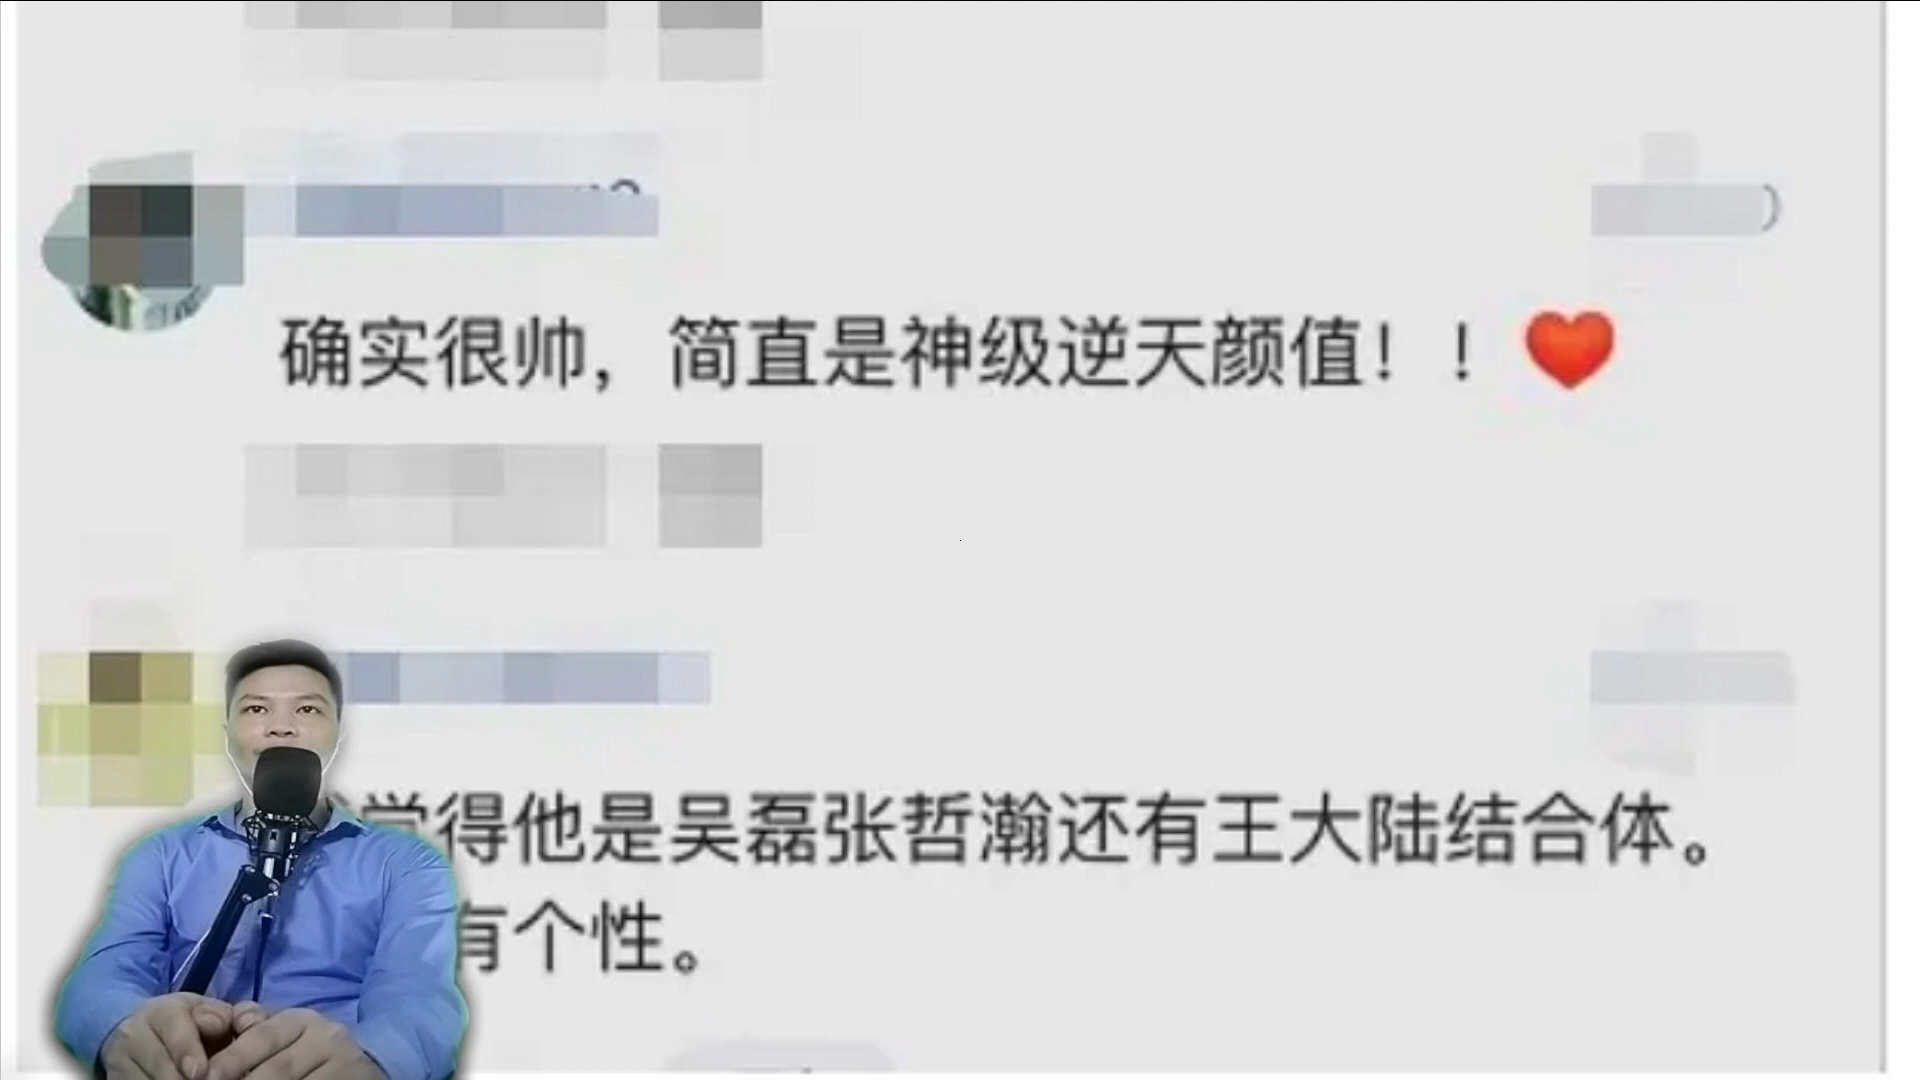 确实很帅，简直是神级逆天颜值！！❤️
觉得他是吴磊张哲瀚还有王大陆结合体。
有个性。